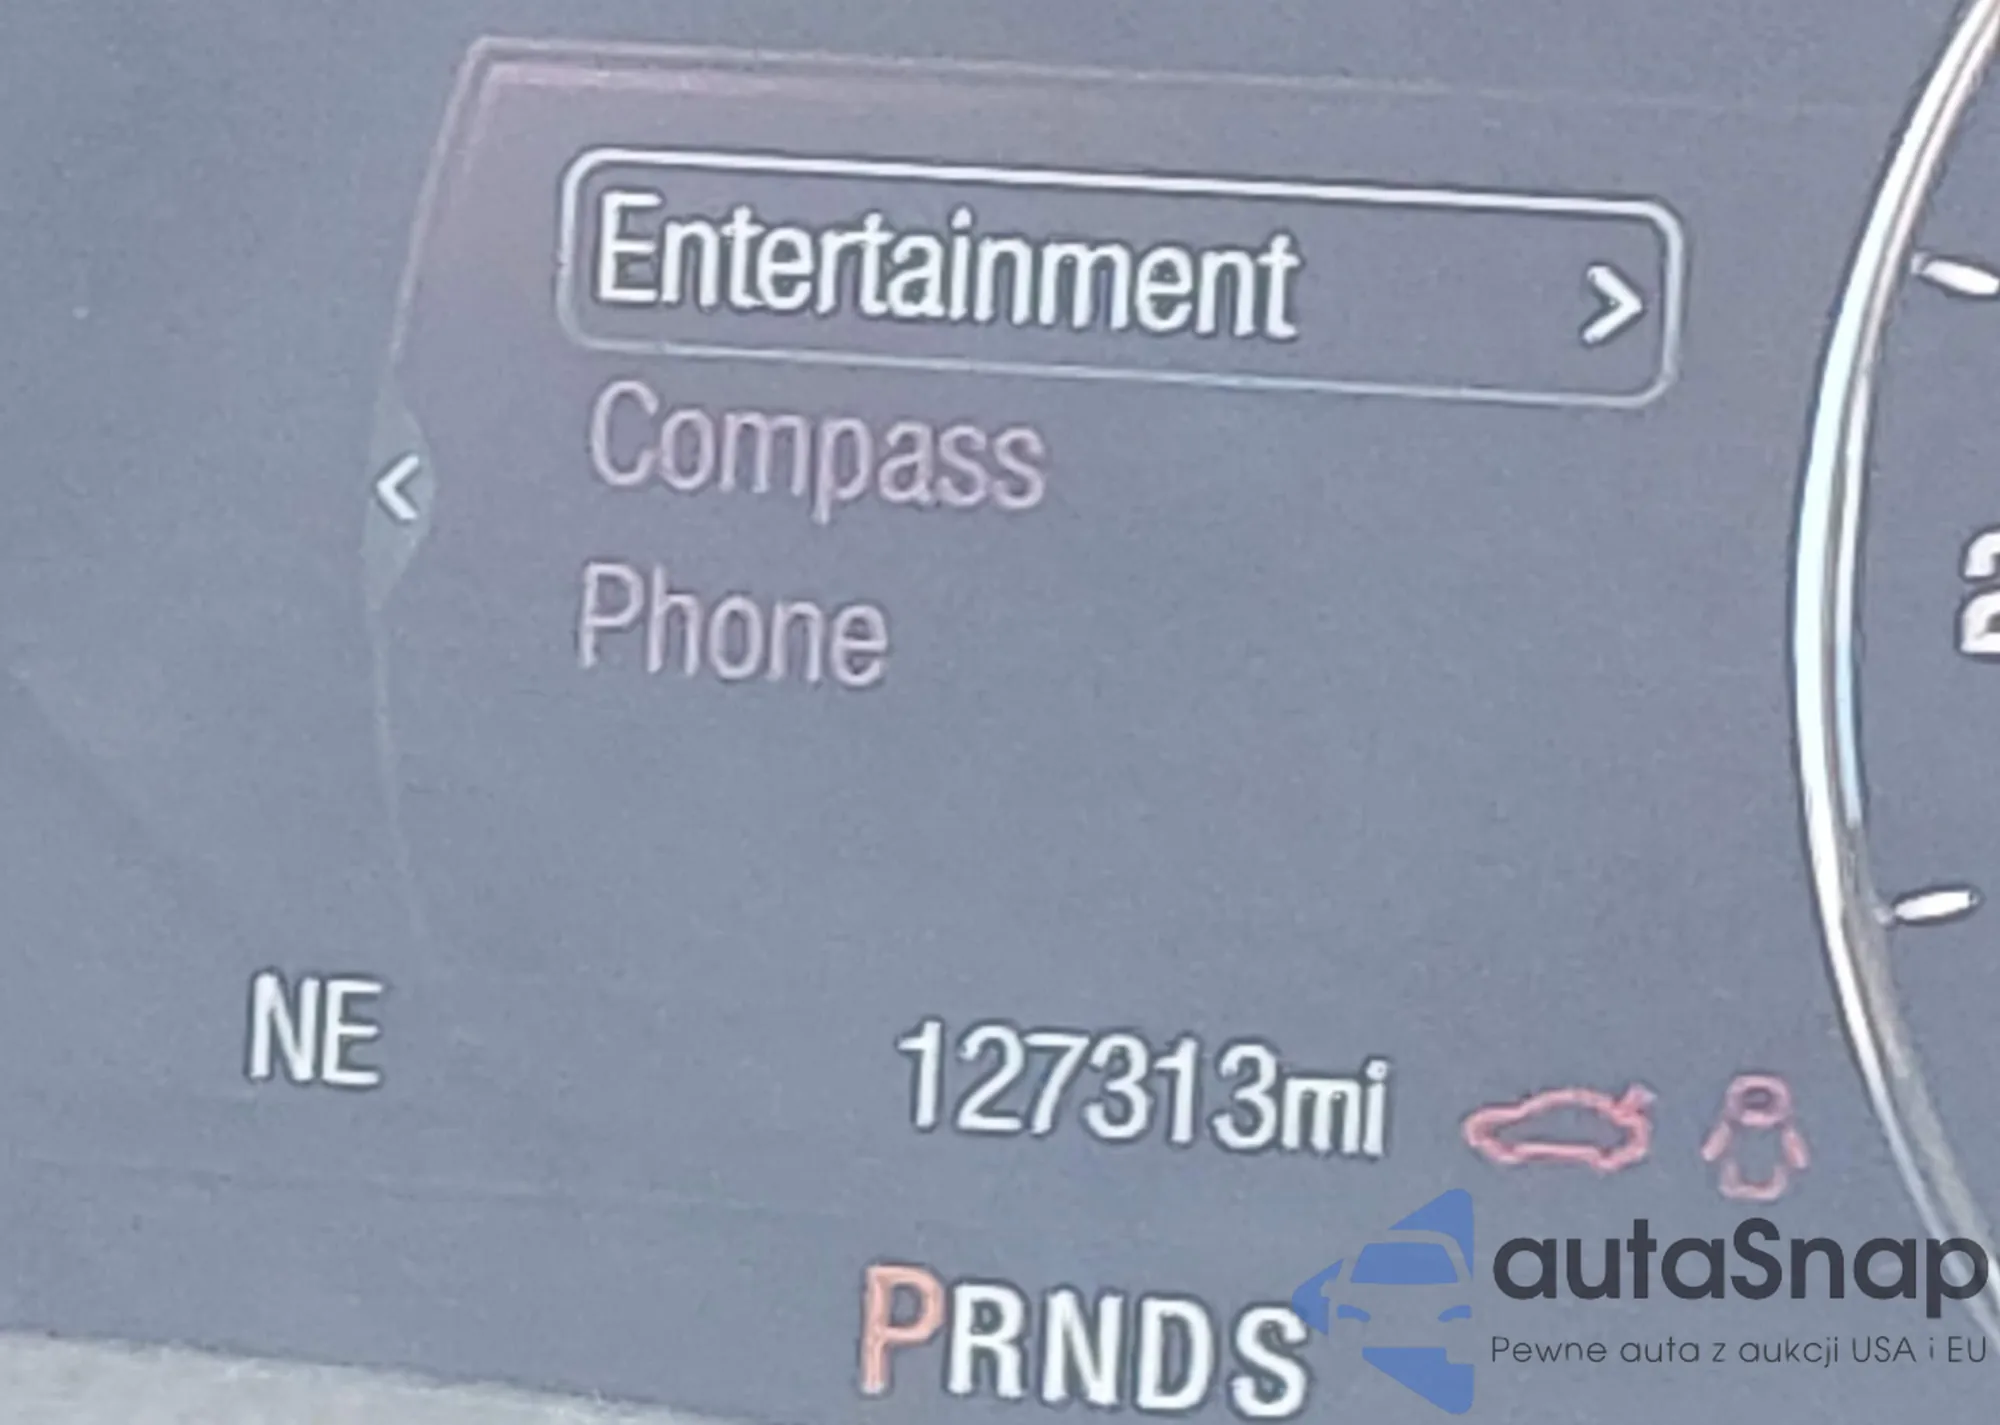 Entertainment >
Compass
<
Phone
NE
127313mi
PRNDS
autaSnap
Pewne auta z aukcji USA i EU